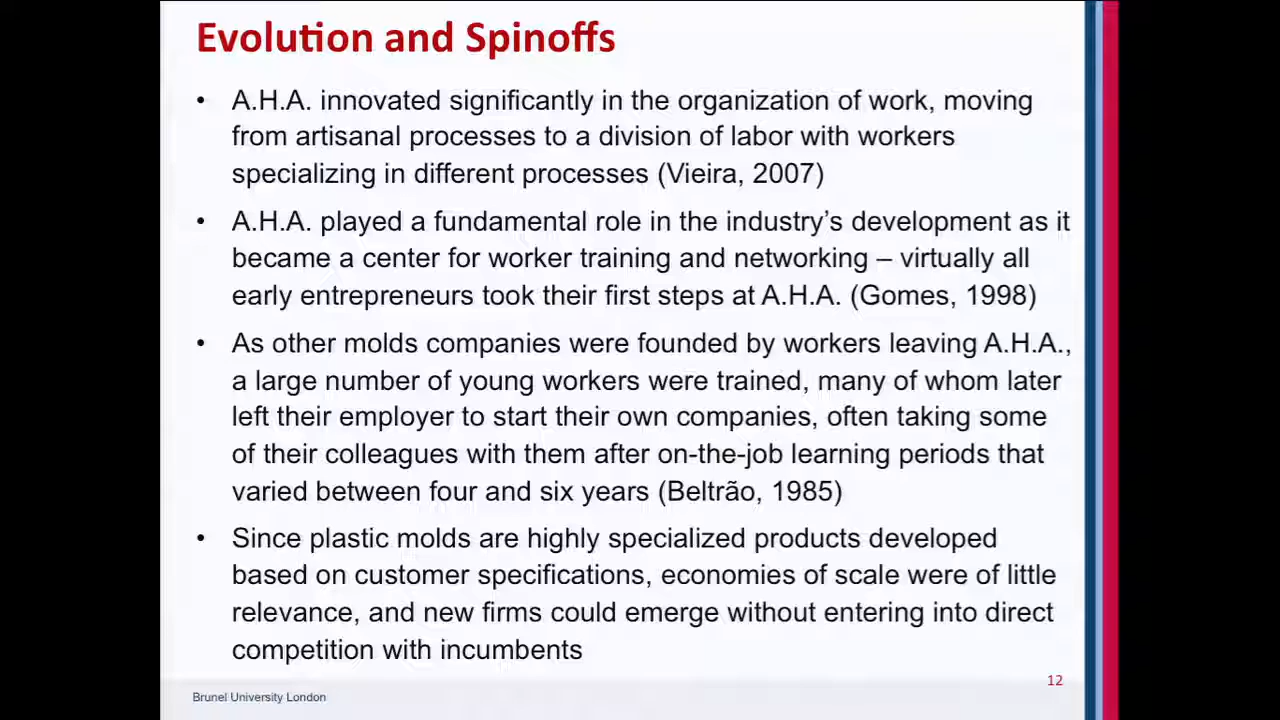 Evolution and Spinoffs
• A.H.A. innovated significantly in the organization of work, moving
from artisanal processes to a division of labor with workers
specializing in different processes (Vieira, 2007)
• A.H.A. played a fundamental role in the industry’s development as it
became a center for worker training and networking – virtually all
early entrepreneurs took their first steps at A.H.A. (Gomes, 1998)
• As other molds companies were founded by workers leaving A.H.A.,
a large number of young workers were trained, many of whom later
left their employer to start their own companies, often taking some
of their colleagues with them after on-the-job learning periods that
varied between four and six years (Beltrão, 1985)
• Since plastic molds are highly specialized products developed
based on customer specifications, economies of scale were of little
relevance, and new firms could emerge without entering into direct
competition with incumbents
12
Brunel University London